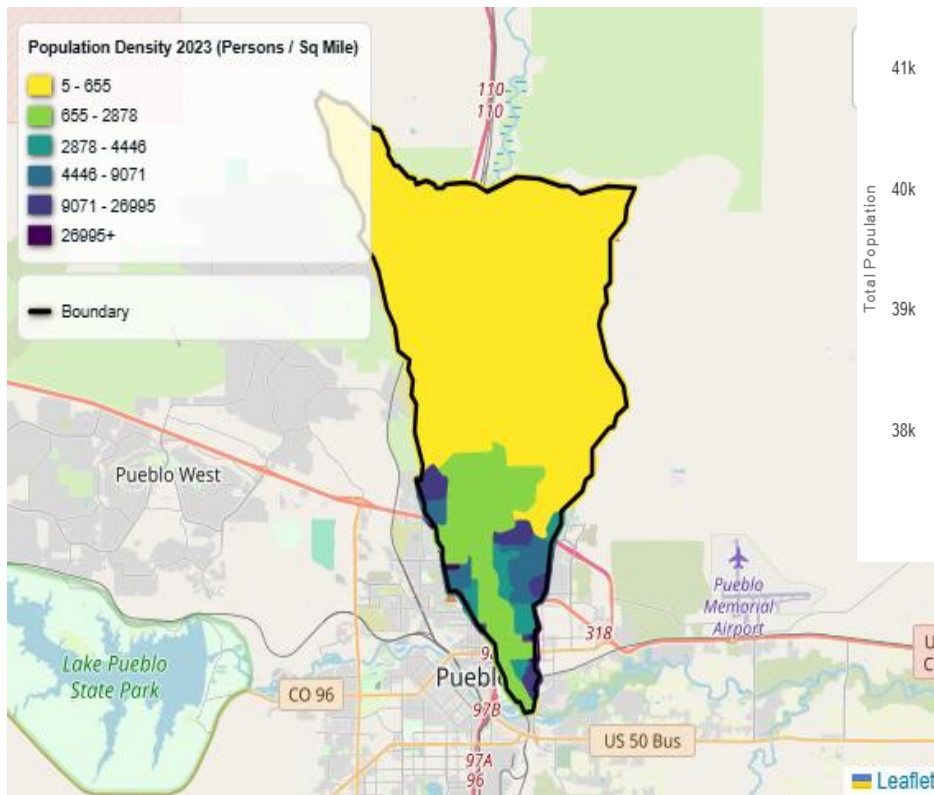 Population Density 2023 (Persons / Sq Mile)
5 - 655
655 - 2878
2878 - 4446
4446 - 9071
9071 - 26995
26995+
Boundary
110
110
41k
40k
39k
38k
Total Population
Pueblo West
Pueblo
Memorial
Airport
318
Lake Pueblo
State Park
CO 96
Pueblo
97B
US 50 Bus
97A
96
Leaflet